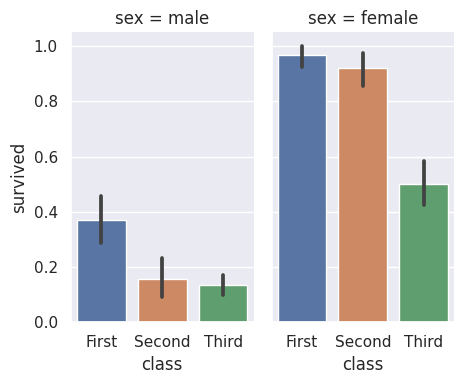 sex = male
sex = female
survived
1.0
0.8
0.6
0.4
0.2
0.0
First Second Third
First Second Third
class
class